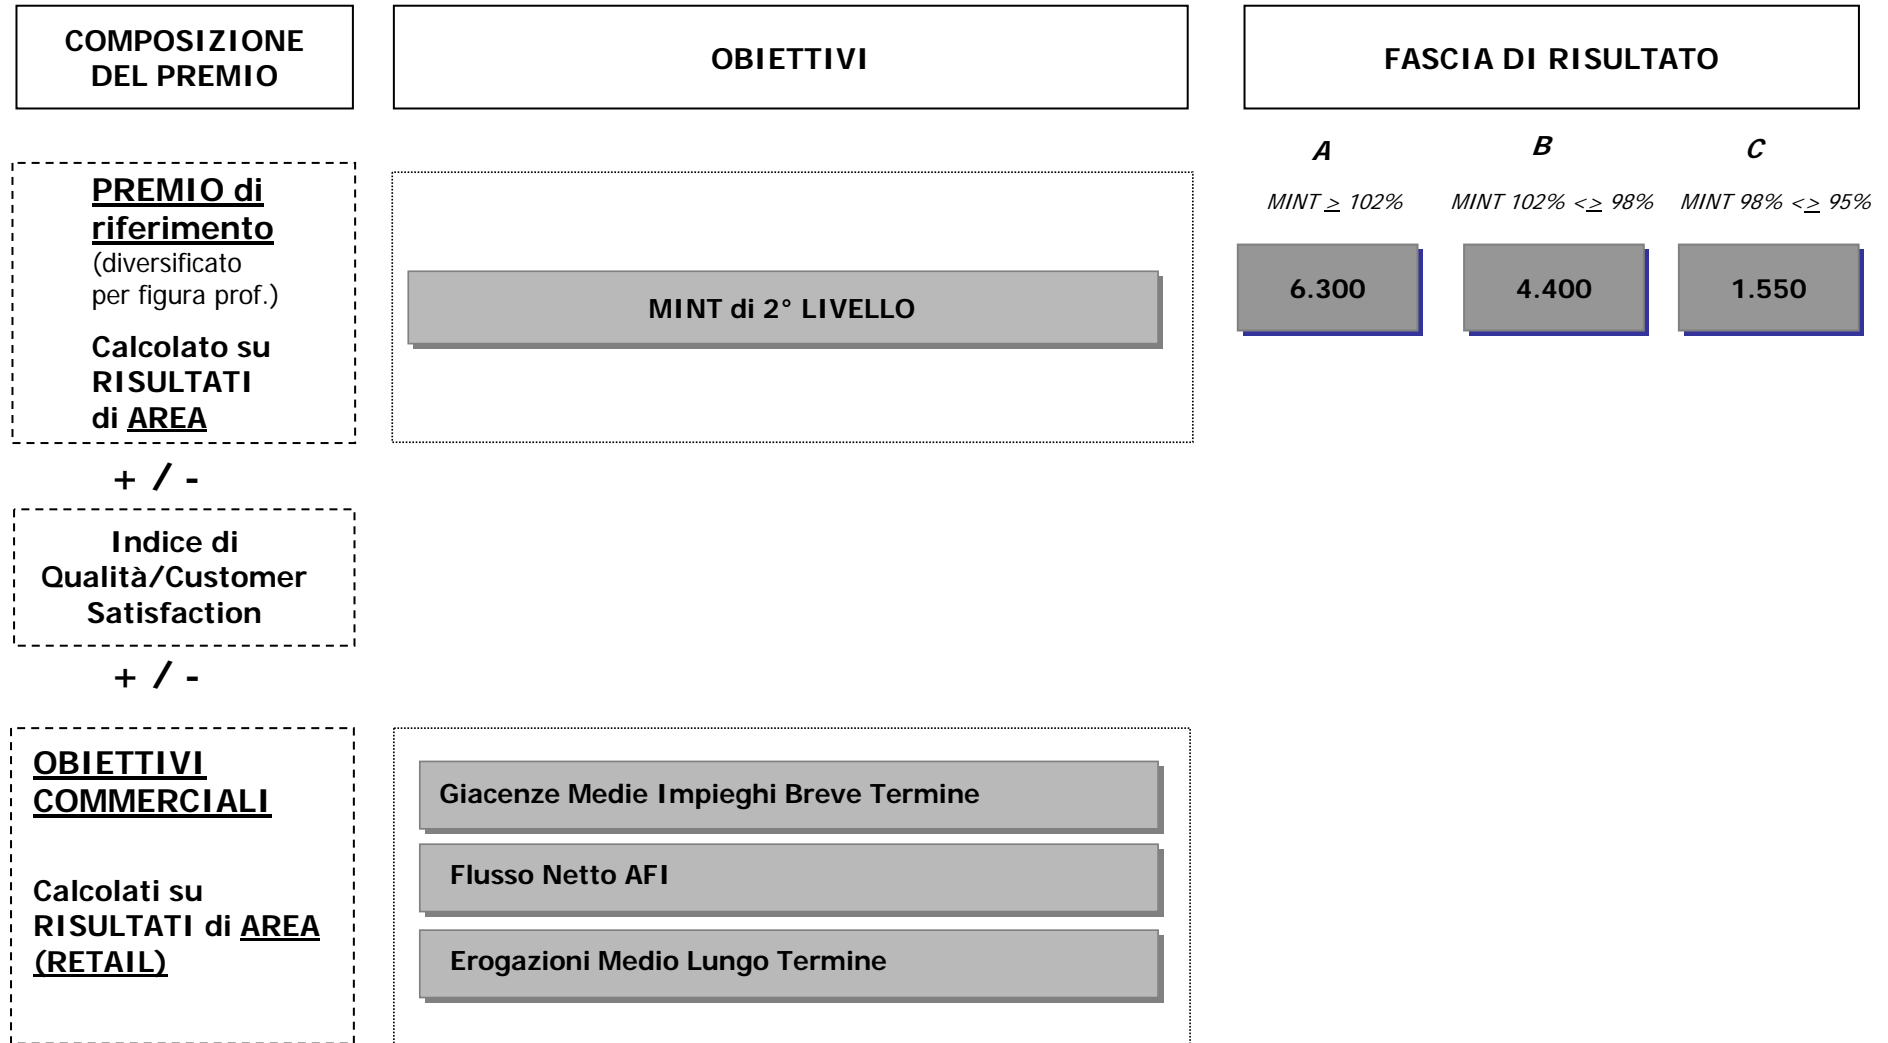 COMPOSIZIONE
DEL PREMIO
OBIETTIVI
FASCIA DI RISULTATO
A
B
C
MINT ≥ 102%
MINT 102% <≥ 98%
MINT 98% <≥ 95%
PREMIO di
riferimento
(diversificato
per figura prof.)
Calcolato su
RISULTATI
di AREA
MINT di 2° LIVELLO
6.300
4.400
1.550
+ / -
Indice di
Qualità/Customer
Satisfaction
+ / -
OBIETTIVI
COMMERCIALI
Calcolati su
RISULTATI di AREA
(RETAIL)
Giacenze Medie Impieghi Breve Termine
Flusso Netto AFI
Erogazioni Medio Lungo Termine